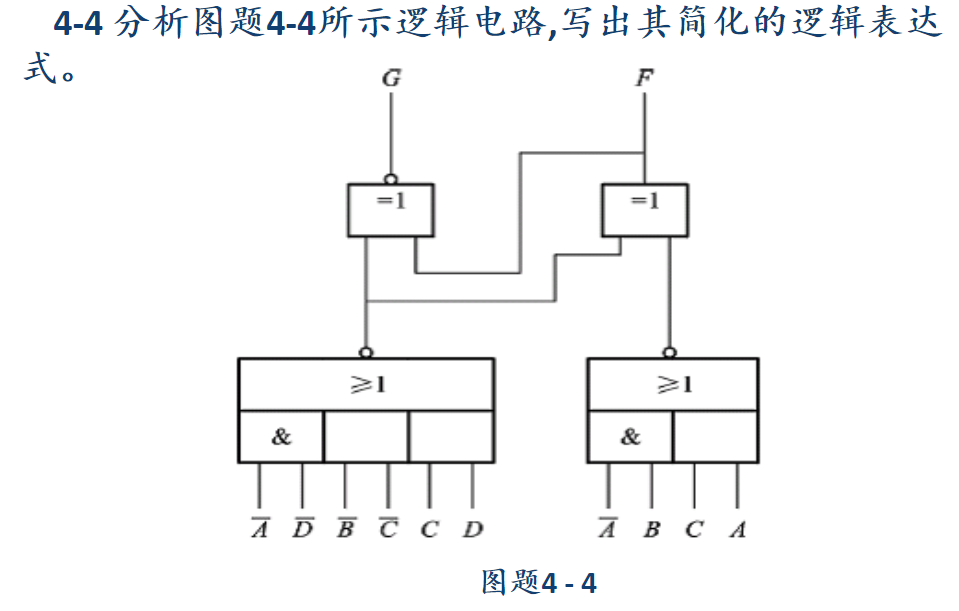 4-4 分析图题4-4所示逻辑电路,写出其简化的逻辑表达
式。
G F
=1 =1
≥1 ≥1
& &
A̅ D̅ B̅ C̅ C D A̅ B C A
图题4 - 4